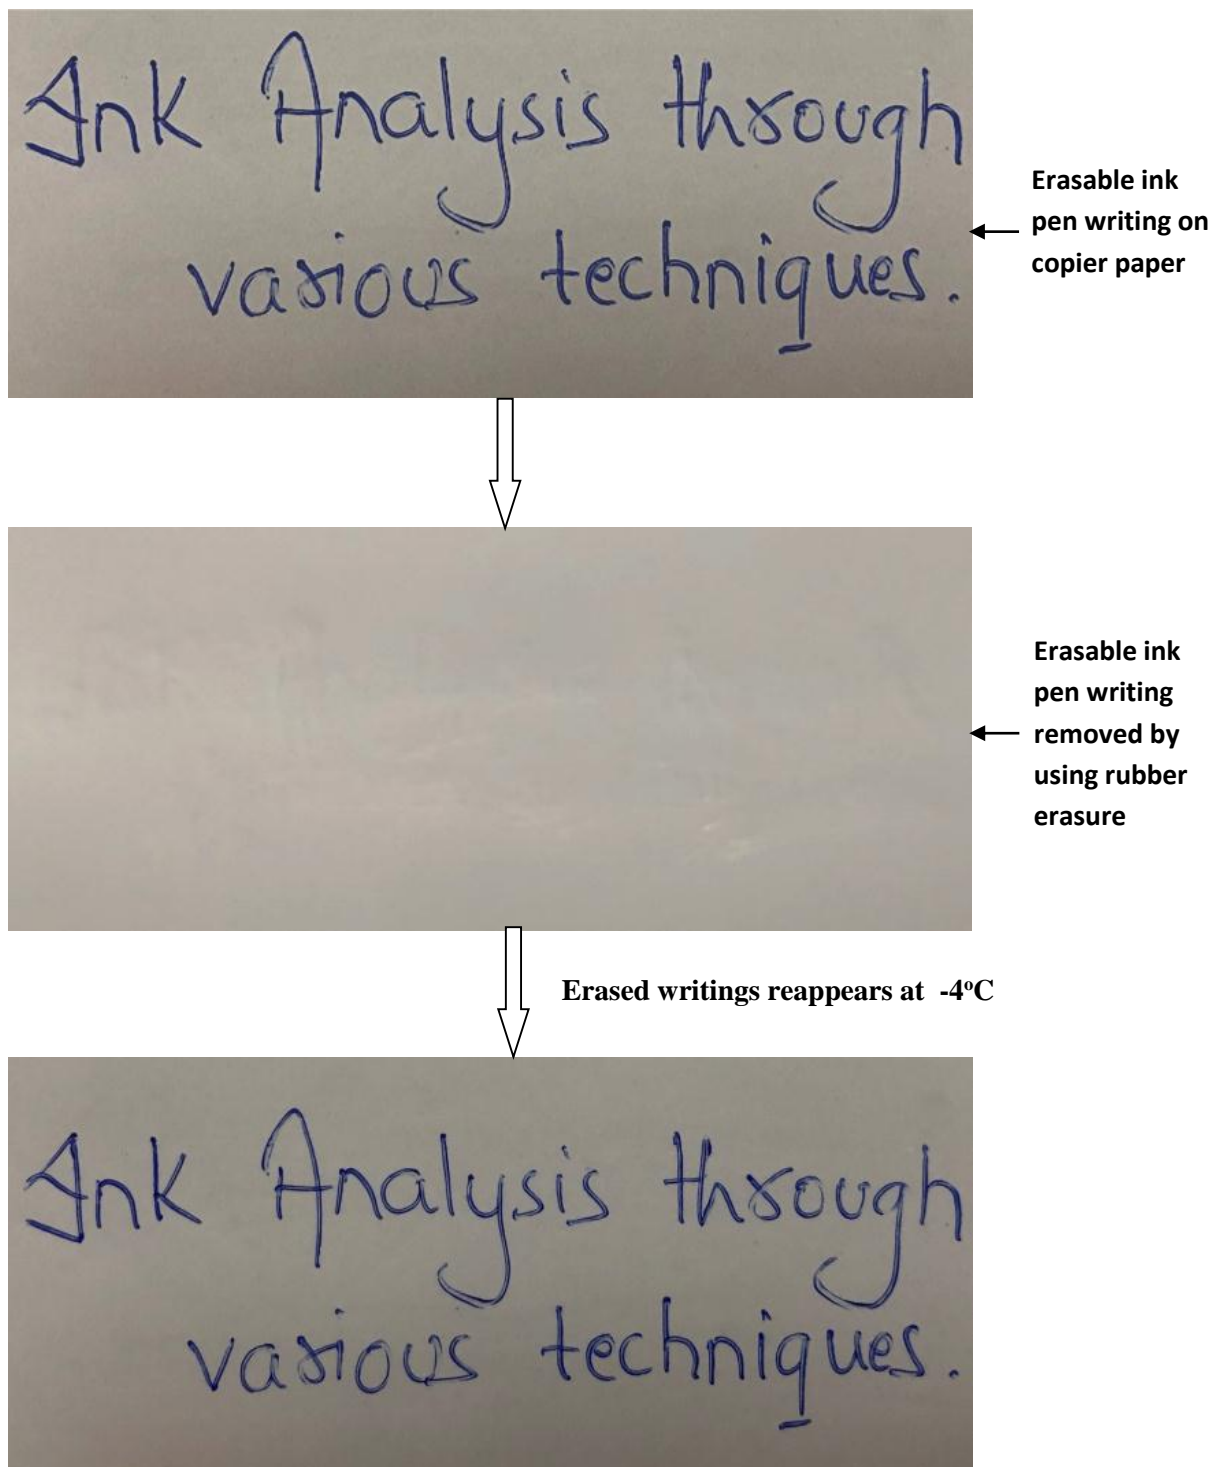 Ink Analysis through
various techniques.
Erasable ink
pen writing on
copier paper
Erasable ink
pen writing
removed by
using rubber
erasure
Erased writings reappears at -4°C
Ink Analysis through
various techniques.